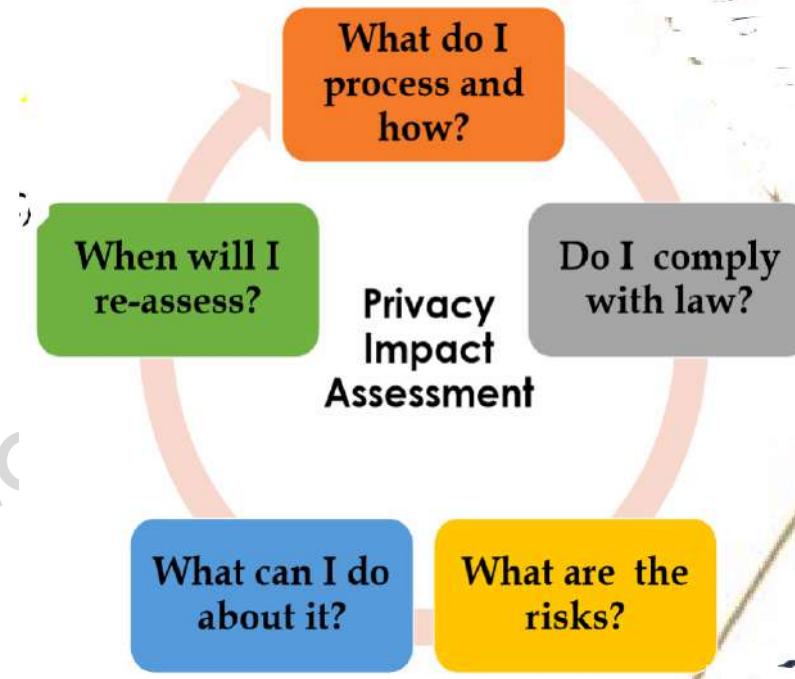 What do I
process and
how?
Do I comply
with law?
What are the
risks?
What can I do
about it?
When will I
re-assess?
Privacy
Impact
Assessment